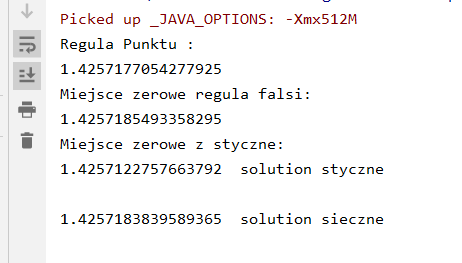 Picked up _JAVA_OPTIONS: -Xmx512M
Regula Punktu :
1.4257177054277925
Miejsce zerowe regula falsi:
1.4257185493358295
Miejsce zerowe z styczne:
1.4257122757663792  solution styczne
1.4257183839589365  solution sieczne